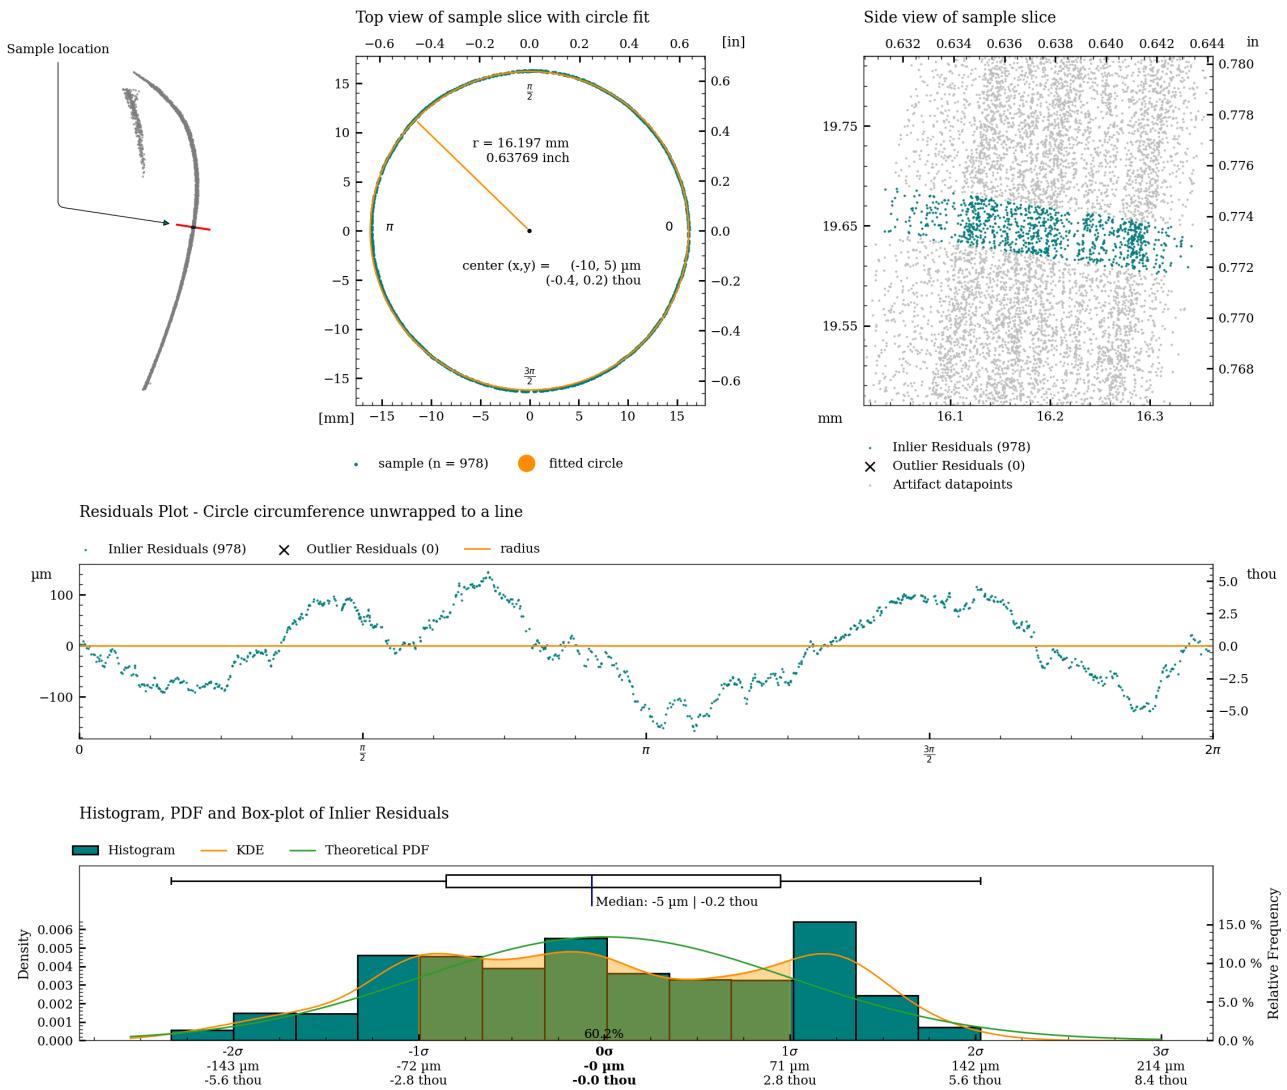 Sample location
Top view of sample slice with circle fit
−0.6 −0.4 −0.2 0.0 0.2 0.4 0.6 [in]
15
10
5
0
−5
−10
−15
0.6
0.4
0.2
0.0
−0.2
−0.4
−0.6
π/2
r = 16.197 mm
0.63769 inch
π
0
center (x,y) = (-10, 5) µm
(-0.4, 0.2) thou
3π/2
[mm] −15 −10 −5 0 5 10 15
sample (n = 978)
fitted circle
Side view of sample slice
0.632 0.634 0.636 0.638 0.640 0.642 0.644 in
19.75
19.65
19.55
0.780
0.778
0.776
0.774
0.772
0.770
0.768
mm 16.1 16.2 16.3
Inlier Residuals (978)
Outlier Residuals (0)
Artifact datapoints
Residuals Plot - Circle circumference unwrapped to a line
Inlier Residuals (978)
Outlier Residuals (0)
radius
µm
100
0
−100
thou
5.0
2.5
0.0
−2.5
−5.0
0 π/2 π 3π/2 2π
Histogram, PDF and Box-plot of Inlier Residuals
Histogram
KDE
Theoretical PDF
Median: -5 µm | -0.2 thou
Density
0.006
0.005
0.004
0.003
0.002
0.001
0.000
Relative Frequency
15.0 %
10.0 %
5.0 %
0.0 %
60.2%
-2σ -1σ 0σ 1σ 2σ 3σ
-143 µm -72 µm -0 µm 71 µm 142 µm 214 µm
-5.6 thou -2.8 thou -0.0 thou 2.8 thou 5.6 thou 8.4 thou